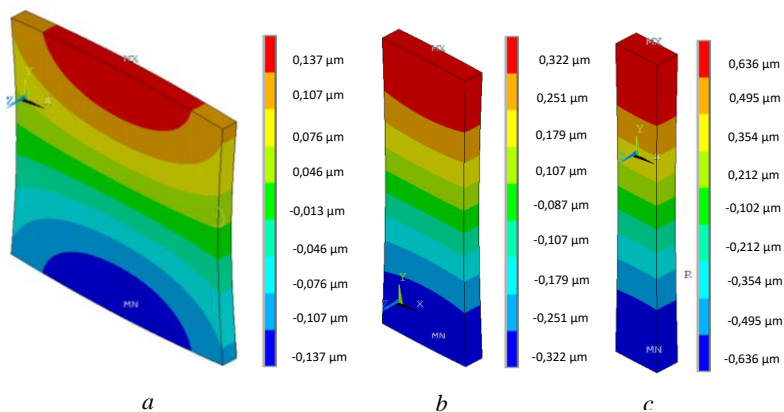 MX
0,137 µm
0,107 µm
0,076 µm
0,046 µm
-0,013 µm
-0,046 µm
-0,076 µm
-0,107 µm
-0,137 µm
Y
Z
X
MN
a
MX
0,322 µm
0,251 µm
0,179 µm
0,107 µm
-0,087 µm
-0,107 µm
-0,179 µm
-0,251 µm
-0,322 µm
Y
Z
X
MN
b
MX
0,636 µm
0,495 µm
0,354 µm
0,212 µm
-0,102 µm
-0,212 µm
-0,354 µm
-0,495 µm
-0,636 µm
Y
Z
X
R
MN
c